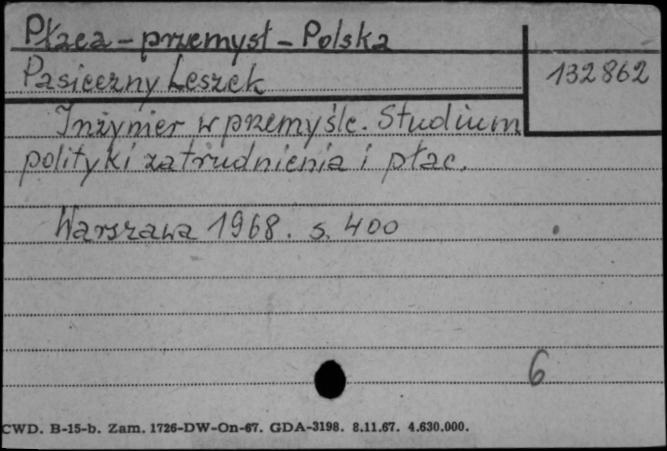 Płaca - przemysł - Polska
Pasieczny Leszek
132862
Inżynier w przemyśle. Studium
polityki zatrudnienia i płac.
Warszawa 1968. s. 400
6
CWD. B-15-b. Zam. 1726-DW-On-67. GDA-3198. 8.11.67. 4.630.000.